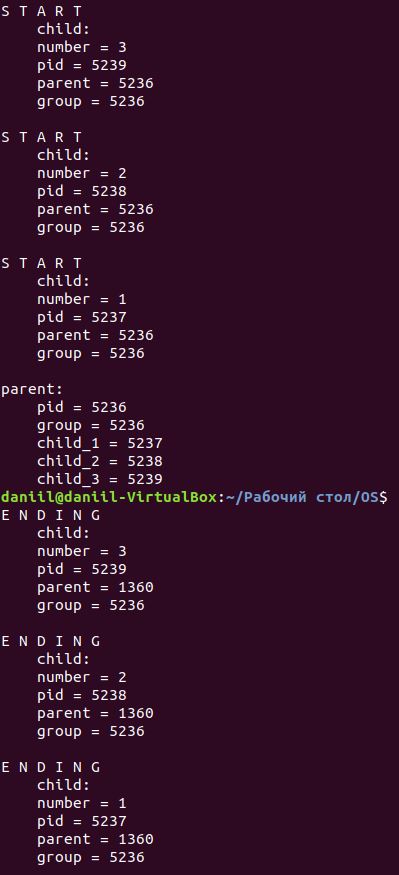 S T A R T
    child:
    number = 3
    pid = 5239
    parent = 5236
    group = 5236

S T A R T
    child:
    number = 2
    pid = 5238
    parent = 5236
    group = 5236

S T A R T
    child:
    number = 1
    pid = 5237
    parent = 5236
    group = 5236

parent:
    pid = 5236
    group = 5236
    child_1 = 5237
    child_2 = 5238
    child_3 = 5239
daniil@daniil-VirtualBox:~/Рабочий стол/OS$
E N D I N G
    child:
    number = 3
    pid = 5239
    parent = 1360
    group = 5236

E N D I N G
    child:
    number = 2
    pid = 5238
    parent = 1360
    group = 5236

E N D I N G
    child:
    number = 1
    pid = 5237
    parent = 1360
    group = 5236